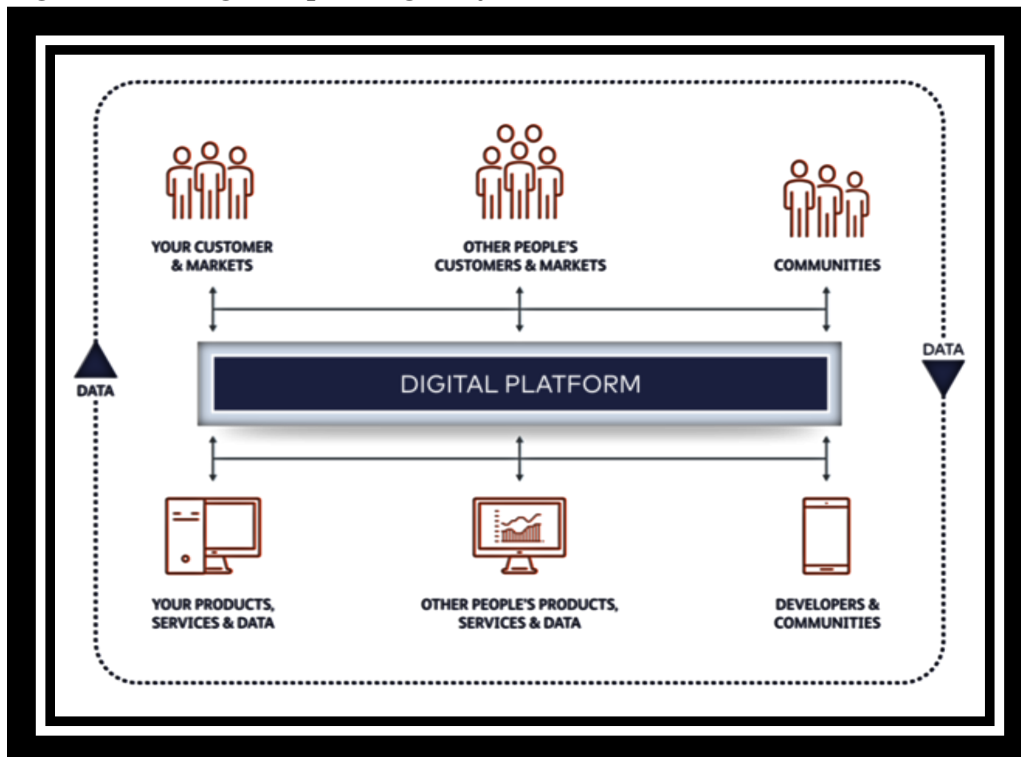 YOUR CUSTOMER
& MARKETS
OTHER PEOPLE'S
CUSTOMERS & MARKETS
COMMUNITIES
DATA
DATA
DIGITAL PLATFORM
YOUR PRODUCTS,
SERVICES & DATA
OTHER PEOPLE'S PRODUCTS,
SERVICES & DATA
DEVELOPERS &
COMMUNITIES